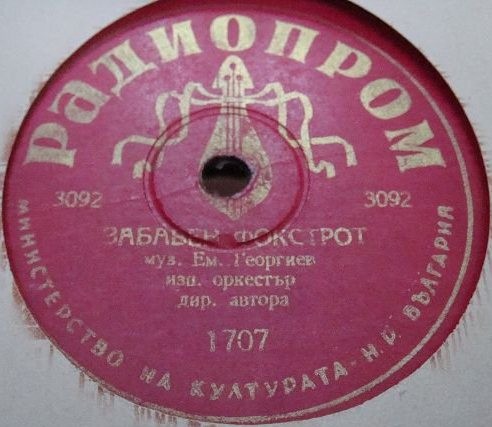 РАДИОПРОМ
3092 3092
ЗАБАВЕН ФОКСТРОТ
муз. Ем. Георгиев
изп. оркестър
дир. автора
1707
МИНИСТЕРСТВО НА КУЛТУРАТА - Н.Р. БЪЛГАРИЯ